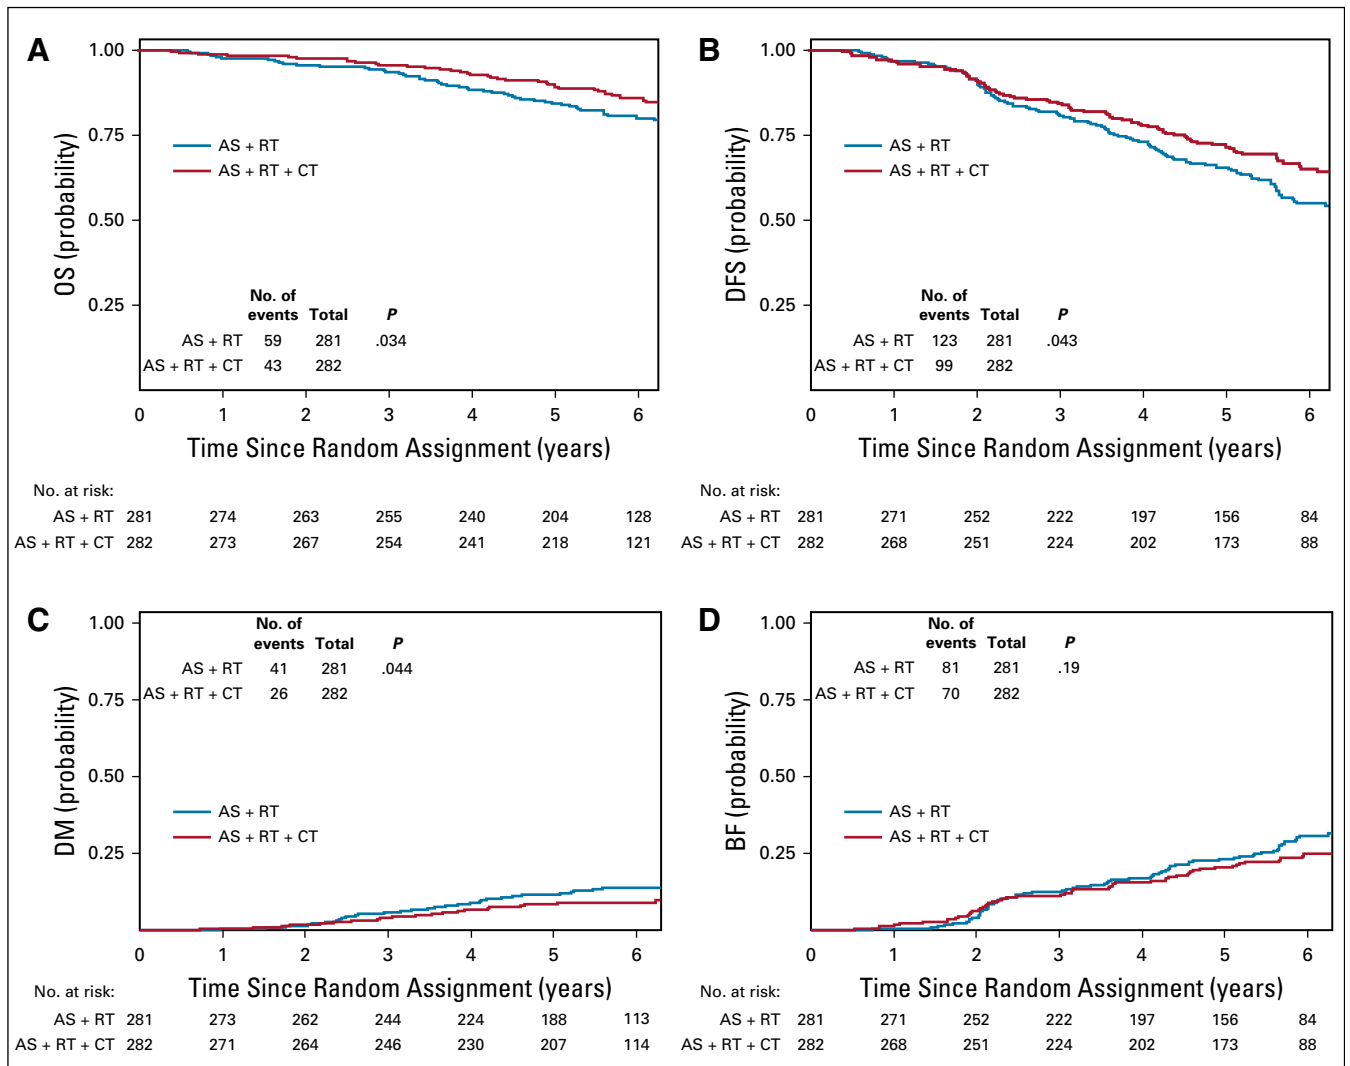 A
1.00
0.75
0.50
0.25
OS (probability)
AS + RT
AS + RT + CT
No. of
events Total P
AS + RT 59 281 .034
AS + RT + CT 43 282
0 1 2 3 4 5 6
Time Since Random Assignment (years)
No. at risk:
AS + RT 281 274 263 255 240 204 128
AS + RT + CT 282 273 267 254 241 218 121
B
1.00
0.75
0.50
0.25
DFS (probability)
AS + RT
AS + RT + CT
No. of
events Total P
AS + RT 123 281 .043
AS + RT + CT 99 282
0 1 2 3 4 5 6
Time Since Random Assignment (years)
No. at risk:
AS + RT 281 271 252 222 197 156 84
AS + RT + CT 282 268 251 224 202 173 88
C
1.00
0.75
0.50
0.25
DM (probability)
No. of
events Total P
AS + RT 41 281 .044
AS + RT + CT 26 282
AS + RT
AS + RT + CT
0 1 2 3 4 5 6
Time Since Random Assignment (years)
No. at risk:
AS + RT 281 273 262 244 224 188 113
AS + RT + CT 282 271 264 246 230 207 114
D
1.00
0.75
0.50
0.25
BF (probability)
No. of
events Total P
AS + RT 81 281 .19
AS + RT + CT 70 282
AS + RT
AS + RT + CT
0 1 2 3 4 5 6
Time Since Random Assignment (years)
No. at risk:
AS + RT 281 271 252 222 197 156 84
AS + RT + CT 282 268 251 224 202 173 88